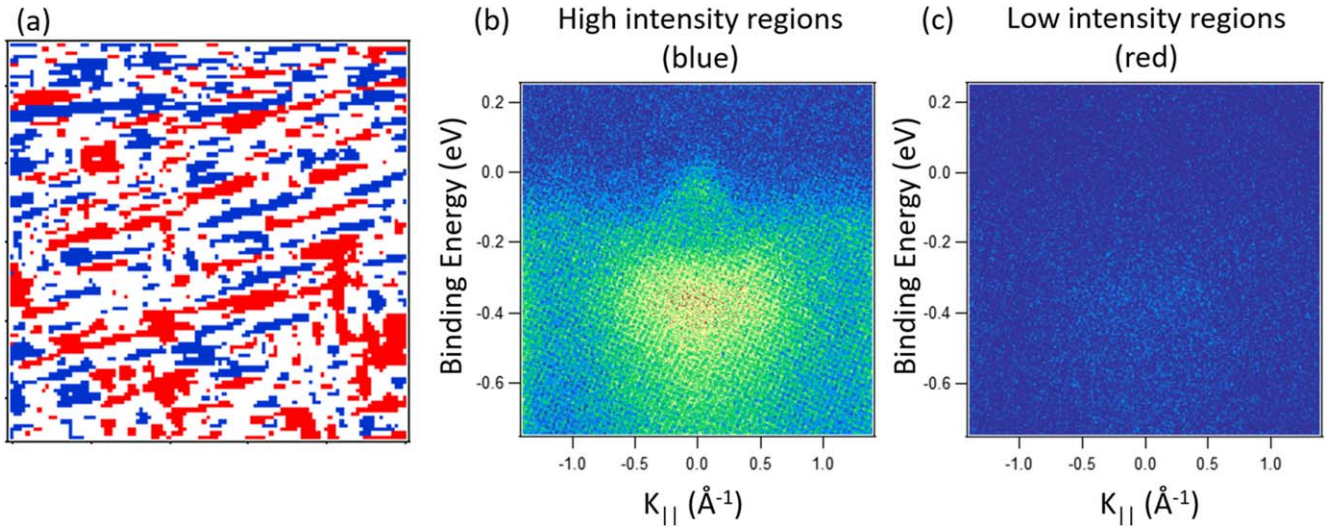 (a)
(b)
High intensity regions
(blue)
Binding Energy (eV)
0.2
0.0
-0.2
-0.4
-0.6
-1.0
-0.5
0.0
0.5
1.0
K|| (Å-1)
(c)
Low intensity regions
(red)
Binding Energy (eV)
0.2
0.0
-0.2
-0.4
-0.6
-1.0
-0.5
0.0
0.5
1.0
K|| (Å-1)